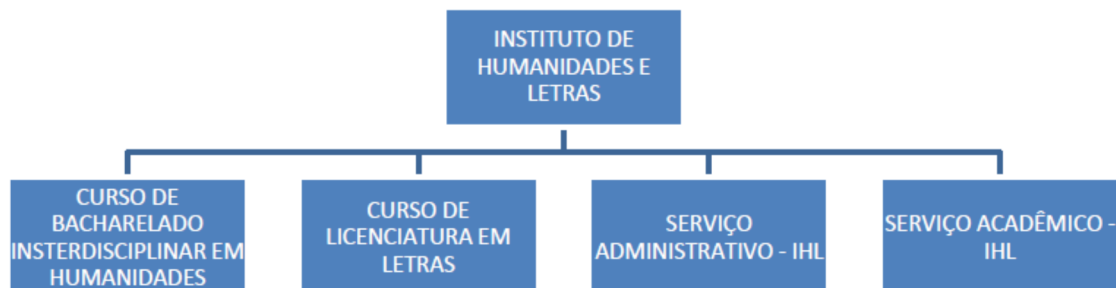 INSTITUTO DE
HUMANIDADES E
LETRAS
CURSO DE
BACHARELADO
INSTERDISCIPLINAR EM
HUMANIDADES
CURSO DE
LICENCIATURA EM
LETRAS
SERVIÇO
ADMINISTRATIVO - IHL
SERVIÇO ACADÊMICO -
IHL